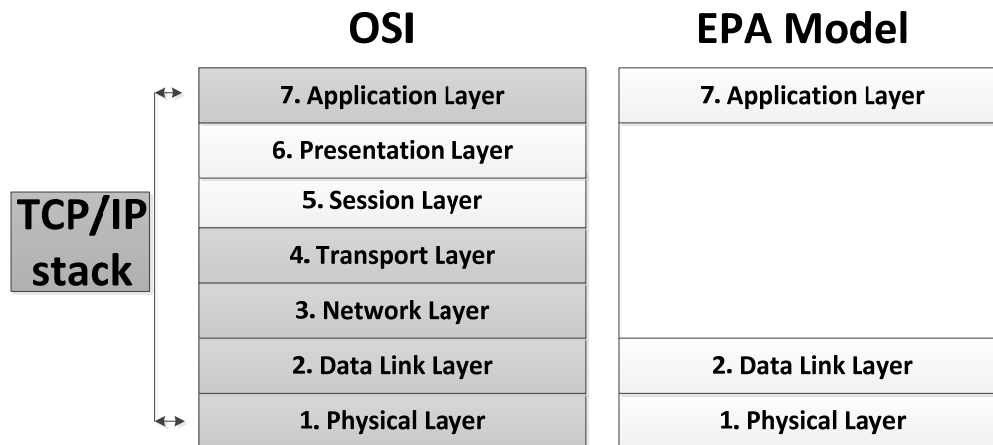 OSI
EPA Model
7. Application Layer
7. Application Layer
6. Presentation Layer
5. Session Layer
TCP/IP
stack
4. Transport Layer
3. Network Layer
2. Data Link Layer
2. Data Link Layer
1. Physical Layer
1. Physical Layer